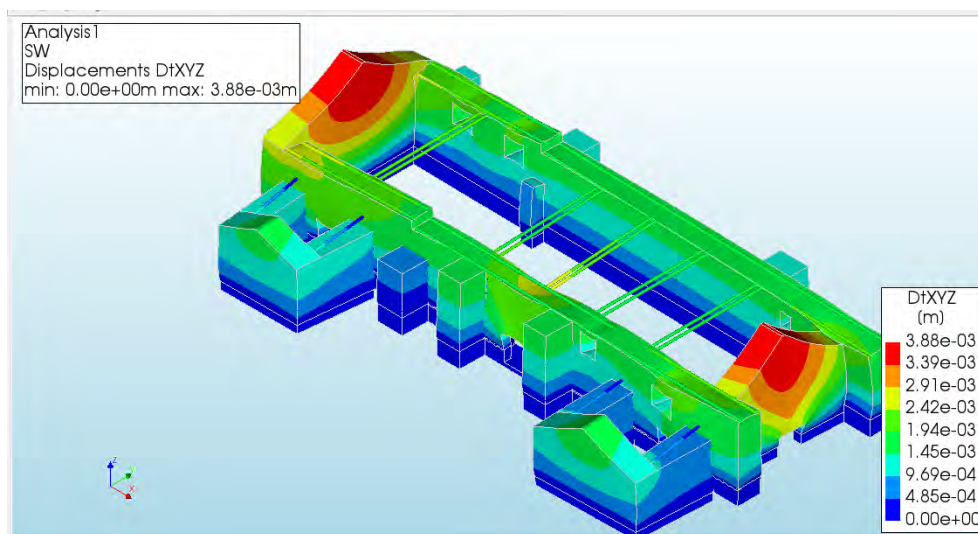 Analysis1
SW
Displacements DtXYZ
min: 0.00e+00m max: 3.88e-03m
DtXYZ
(m)
3.88e-03
3.39e-03
2.91e-03
2.42e-03
1.94e-03
1.45e-03
9.69e-04
4.85e-04
0.00e+00
Z
Y
X